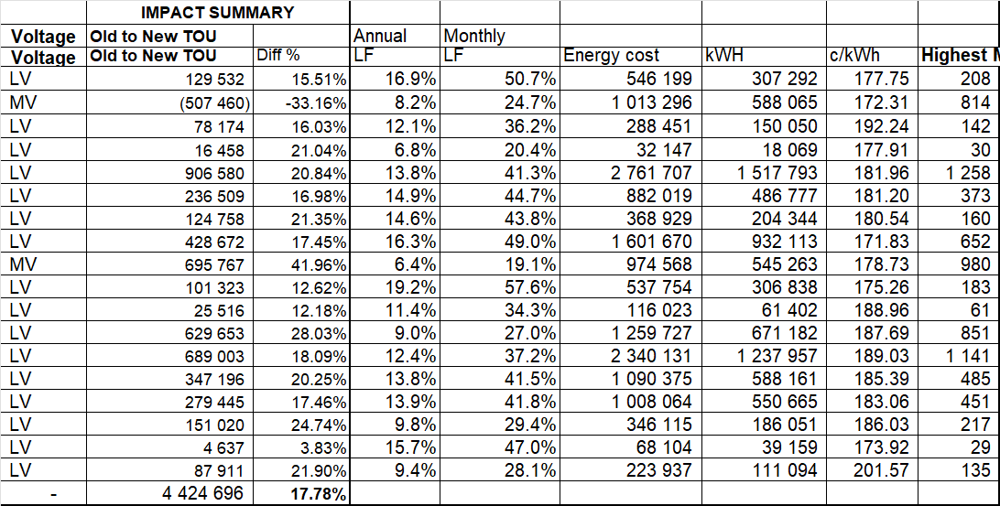 IMPACT SUMMARY
Voltage Old to New TOU Annual Monthly
Voltage Old to New TOU Diff % LF LF Energy cost kWH c/kWh Highest M
LV 129 532 15.51% 16.9% 50.7% 546 199 307 292 177.75 208
MV (507 460) -33.16% 8.2% 24.7% 1 013 296 588 065 172.31 814
LV 78 174 16.03% 12.1% 36.2% 288 451 150 050 192.24 142
LV 16 458 21.04% 6.8% 20.4% 32 147 18 069 177.91 30
LV 906 580 20.84% 13.8% 41.3% 2 761 707 1 517 793 181.96 1 258
LV 236 509 16.98% 14.9% 44.7% 882 019 486 777 181.20 373
LV 124 758 21.35% 14.6% 43.8% 368 929 204 344 180.54 160
LV 428 672 17.45% 16.3% 49.0% 1 601 670 932 113 171.83 652
MV 695 767 41.96% 6.4% 19.1% 974 568 545 263 178.73 980
LV 101 323 12.62% 19.2% 57.6% 537 754 306 838 175.26 183
LV 25 516 12.18% 11.4% 34.3% 116 023 61 402 188.96 61
LV 629 653 28.03% 9.0% 27.0% 1 259 727 671 182 187.69 851
LV 689 003 18.09% 12.4% 37.2% 2 340 131 1 237 957 189.03 1 141
LV 347 196 20.25% 13.8% 41.5% 1 090 375 588 161 185.39 485
LV 279 445 17.46% 13.9% 41.8% 1 008 064 550 665 183.06 451
LV 151 020 24.74% 9.8% 29.4% 346 115 186 051 186.03 217
LV 4 637 3.83% 15.7% 47.0% 68 104 39 159 173.92 29
LV 87 911 21.90% 9.4% 28.1% 223 937 111 094 201.57 135
- 4 424 696 17.78%